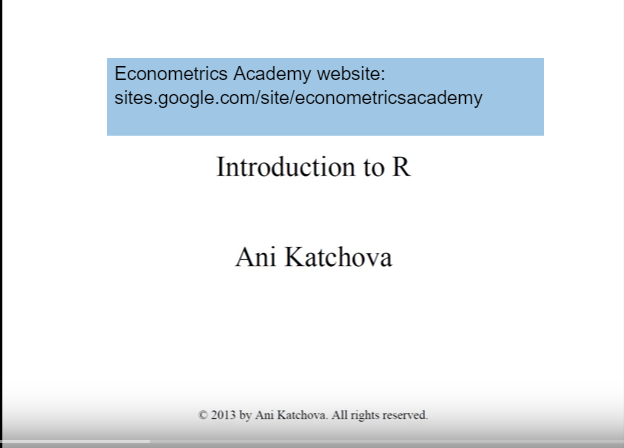 Econometrics Academy website:
sites.google.com/site/econometricsacademy
Introduction to R
Ani Katchova
© 2013 by Ani Katchova. All rights reserved.